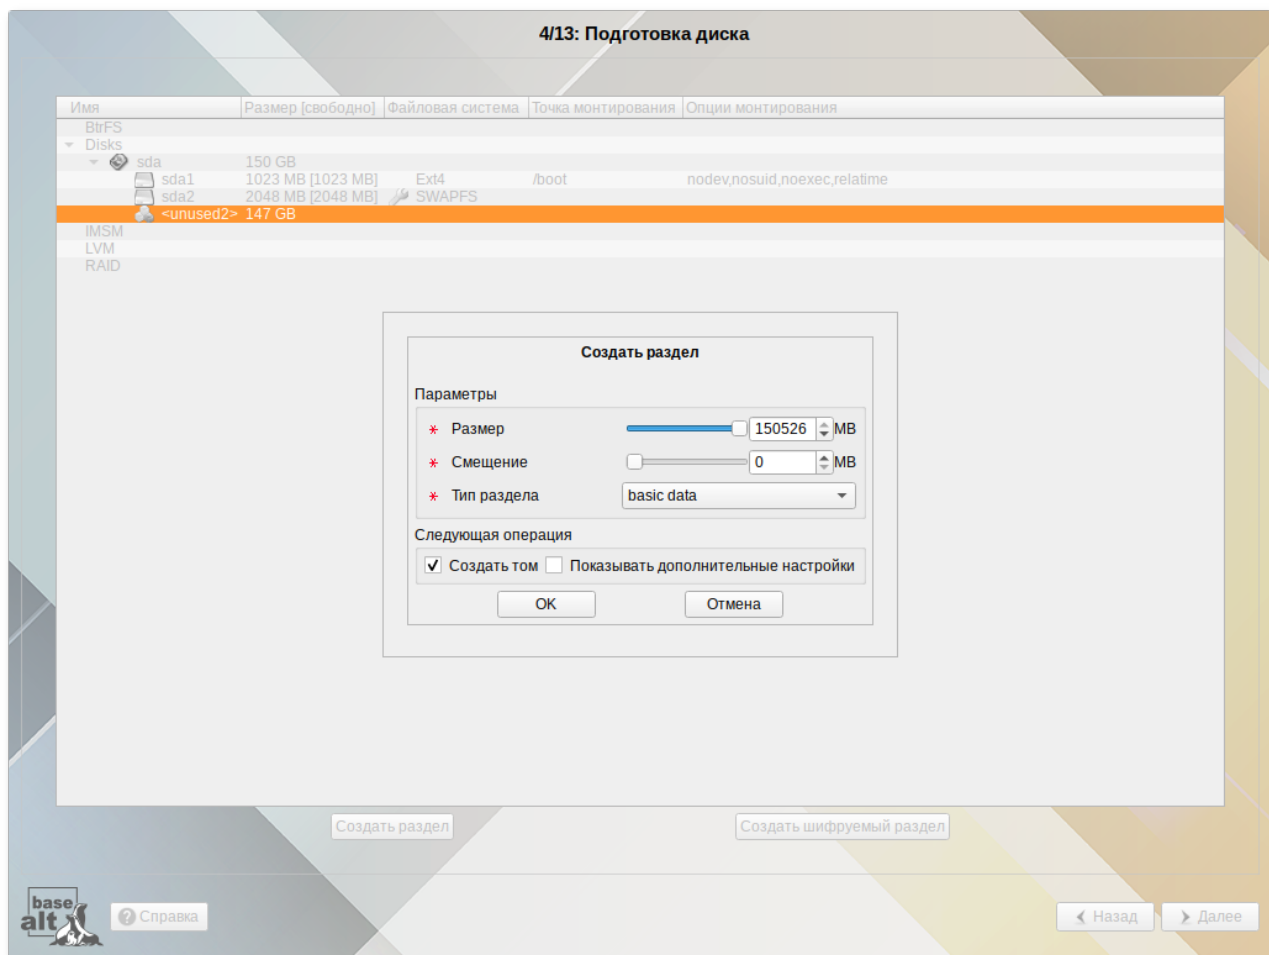 4/13: Подготовка диска
Имя Размер [свободно] Файловая система Точка монтирования Опции монтирования
BtrFS
Disks
sda 150 GB
sda1 1023 MB [1023 MB] Ext4 /boot nodev,nosuid,noexec,relatime
sda2 2048 MB [2048 MB] SWAPFS
<unused2> 147 GB
IMSM
LVM
RAID
Создать раздел
Параметры
* Размер 150526 MB
* Смещение 0 MB
* Тип раздела basic data
Следующая операция
Создать том Показывать дополнительные настройки
OK Отмена
Создать раздел Создать шифруемый раздел
base
alt
? Справка Назад Далее